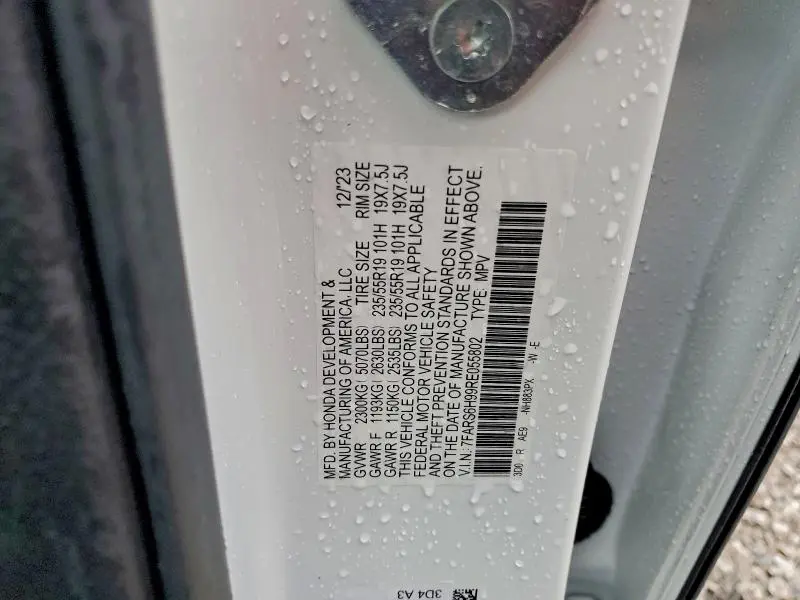 MFD. BY HONDA DEVELOPMENT &
MANUFACTURING OF AMERICA, LLC 12/'23
GVWR 2300KG( 5070LBS) TIRE SIZE RIM SIZE
GAWR F 1193KG( 2630LBS) 235/55R19 101H 19X7.5J
GAWR R 1150KG( 2535LBS) 235/55R19 101H 19X7.5J
THIS VEHICLE CONFORMS TO ALL APPLICABLE
FEDERAL MOTOR VEHICLE SAFETY
AND THEFT PREVENTION STANDARDS IN EFFECT
ON THE DATE OF MANUFACTURE SHOWN ABOVE.
V.I.N: 7FARS6H99RE055802 TYPE: MPV
3D0 R AE9 -NH883PX -W -E
3D4 A3